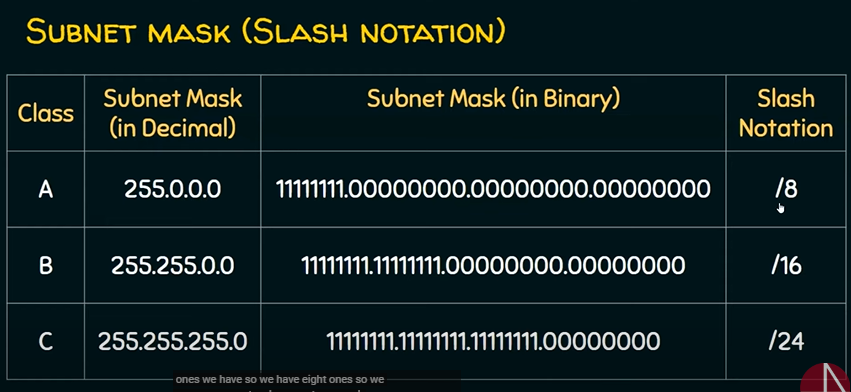 SUBNET MASK (SLASH NOTATION)
Class
Subnet Mask
(in Decimal)
Subnet Mask (in Binary)
Slash
Notation
A
255.0.0.0
11111111.00000000.00000000.00000000
/8
B
255.255.0.0
11111111.11111111.00000000.00000000
/16
C
255.255.255.0
11111111.11111111.11111111.00000000
/24
ones we have so we have eight ones so we